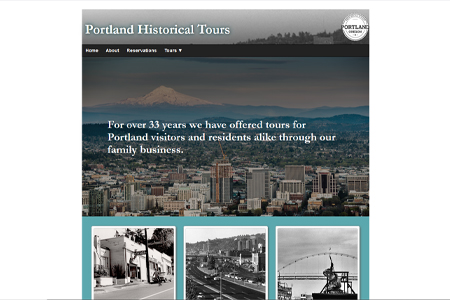 Portland Historical Tours
PORTLAND
OREGON
Home About Reservations Tours ▼
For over 33 years we have offered tours for
Portland visitors and residents alike through our
family business.